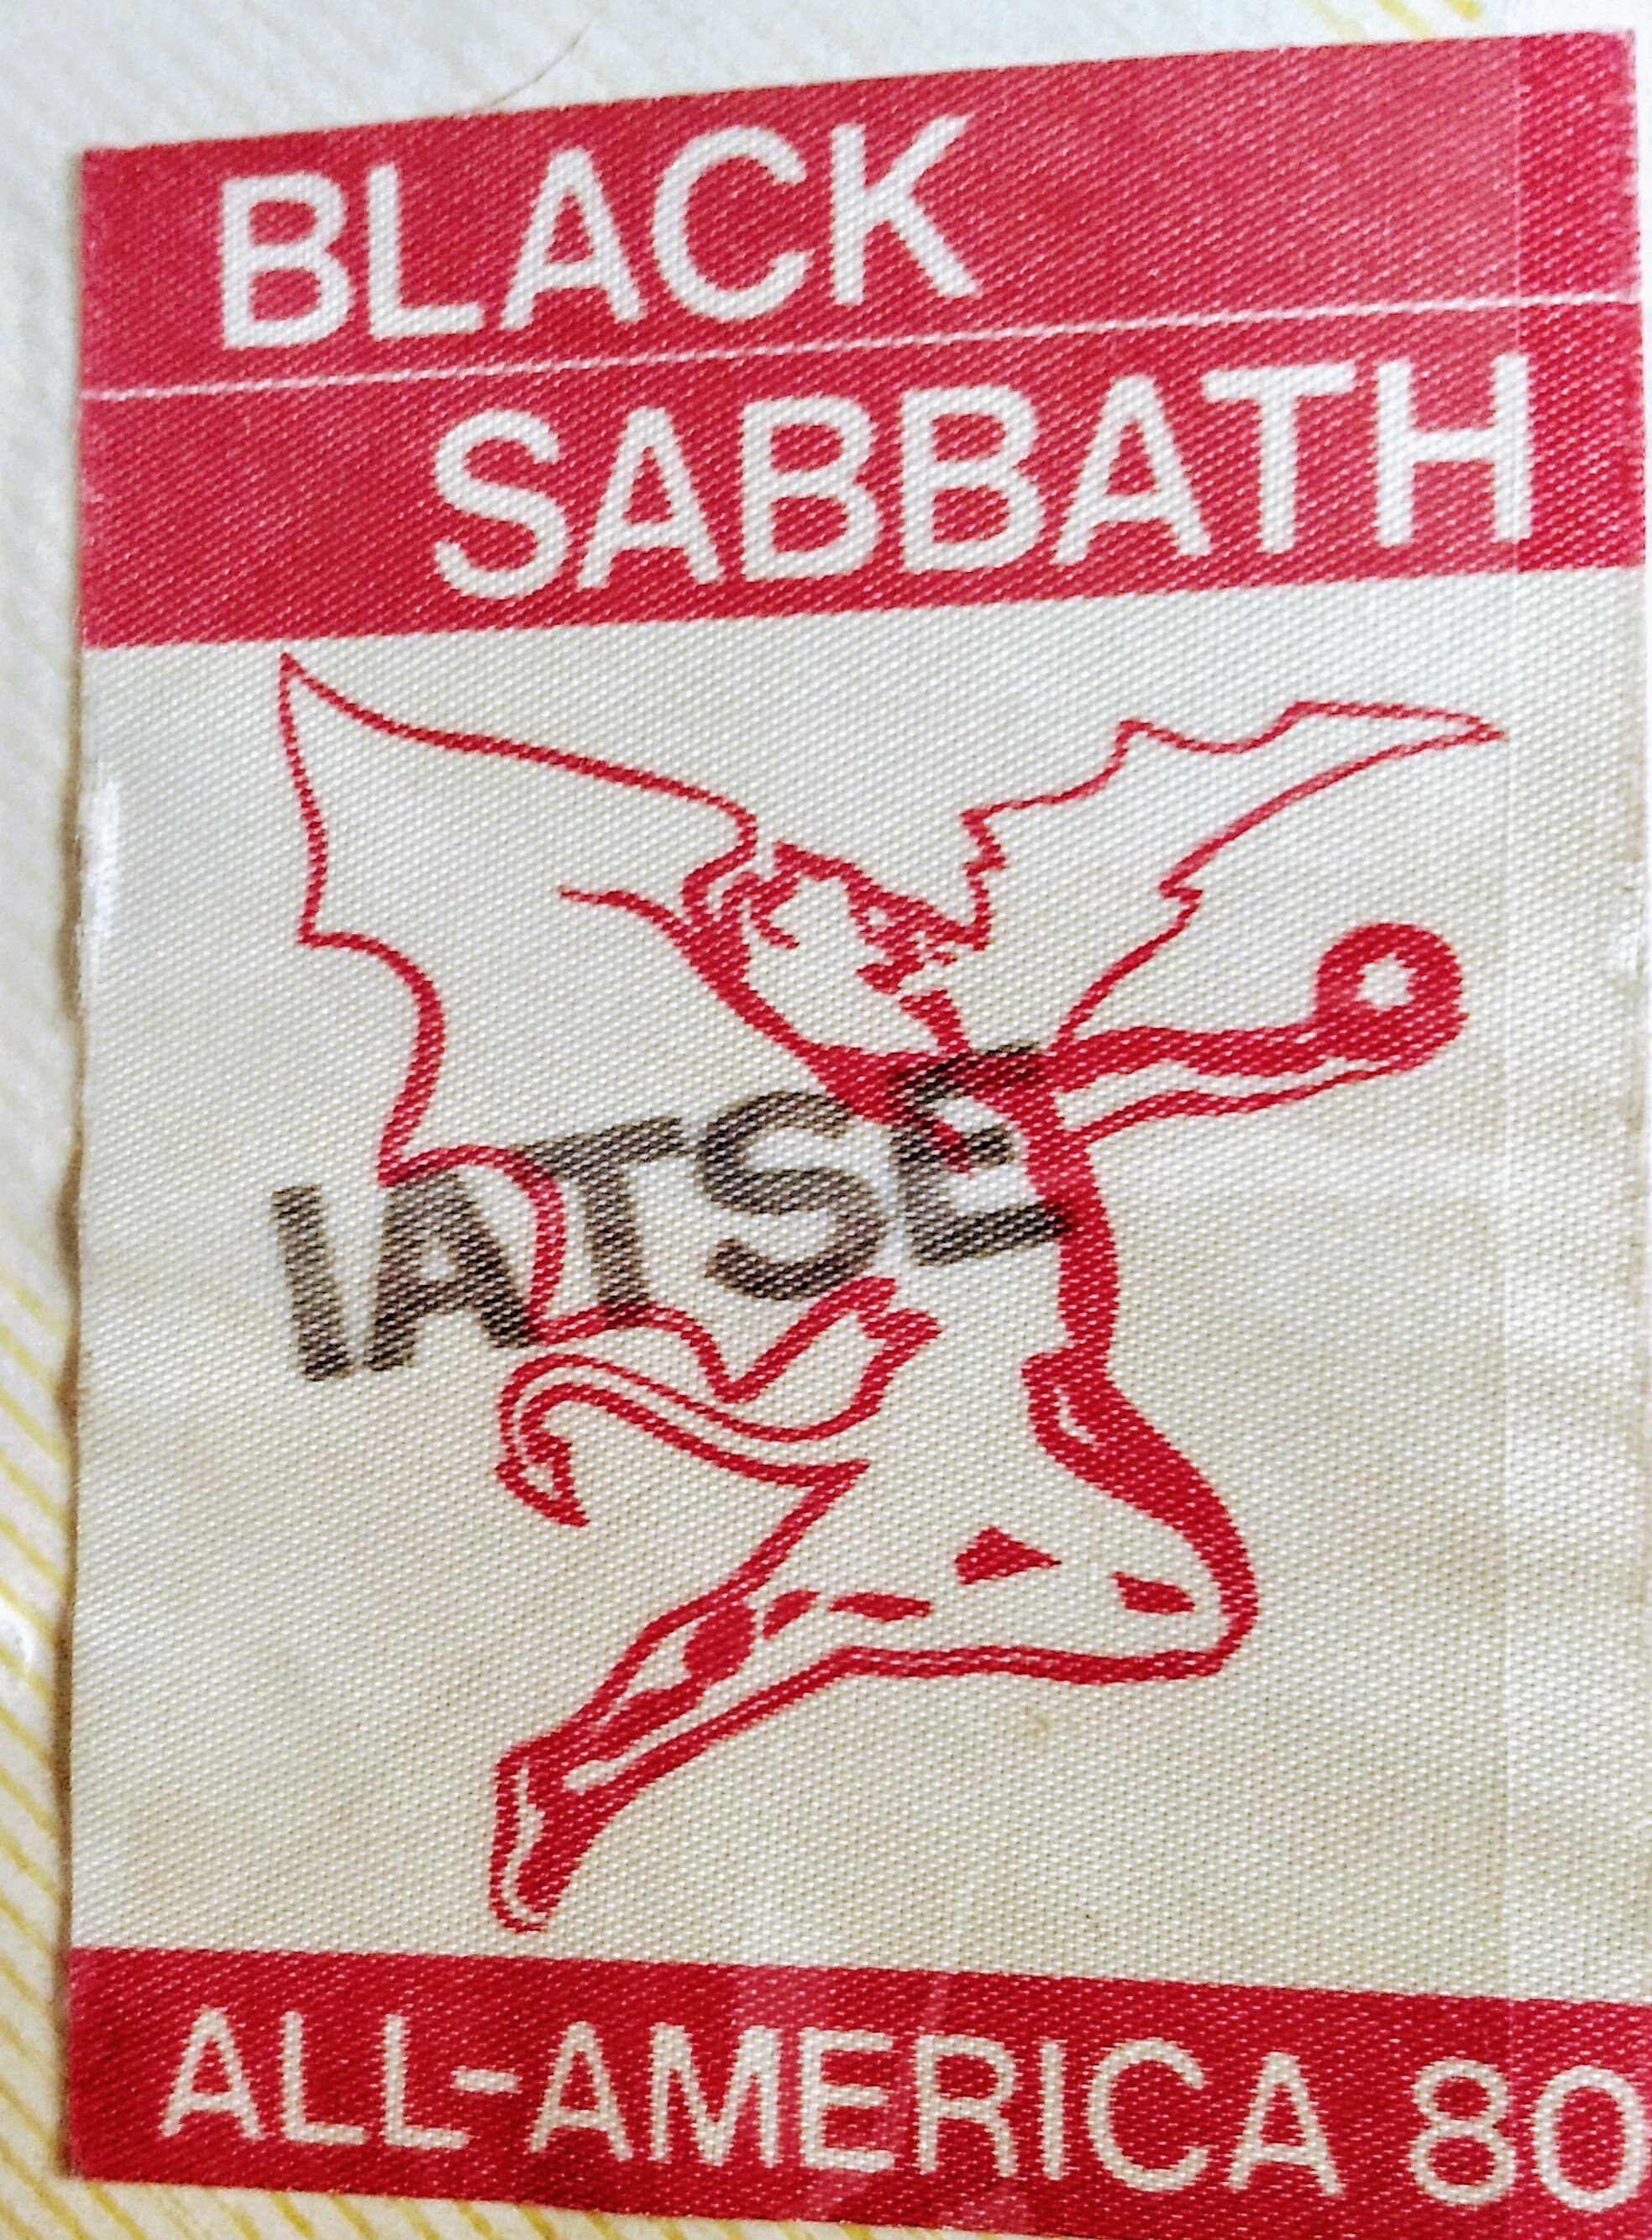 BLACK
SABBATH
IATSE
ALL-AMERICA 80